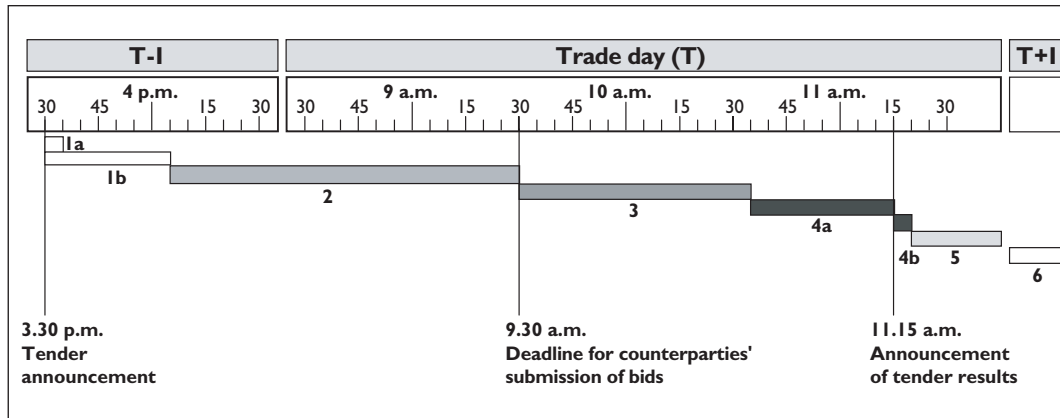 T-1 Trade day (T) T+1
4 p.m. 9 a.m. 10 a.m. 11 a.m.
30 45 15 30 30 45 15 30 45 15 30 45 15 30
1a
1b
2
3
4a
4b 5
6
3.30 p.m. 9.30 a.m. 11.15 a.m.
Tender Deadline for counterparties' Announcement
announcement submission of bids of tender results